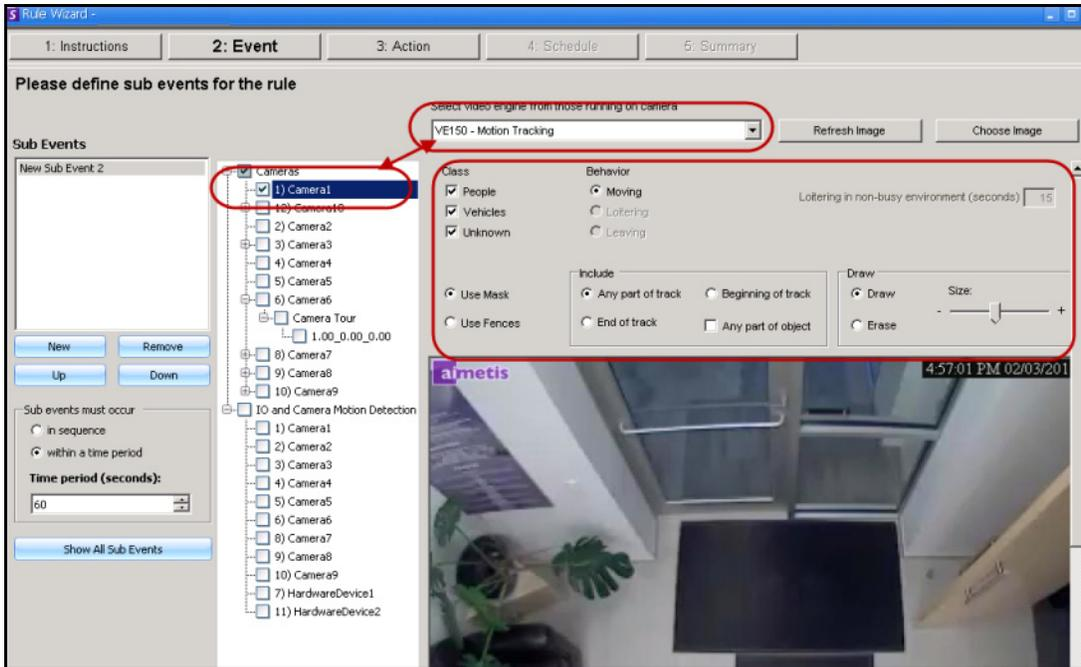 S Rule Wizard -
1: Instructions
2: Event
3: Action
4: Schedule
5: Summary
Please define sub events for the rule
Select video engine from those running on camera
VE150 - Motion Tracking
Refresh Image
Choose Image
Sub Events
New Sub Event 2
New
Remove
Up
Down
Sub events must occur
in sequence
within a time period
Time period (seconds):
60
Show All Sub Events
Cameras
1) Camera1
12) Camera10
2) Camera2
3) Camera3
4) Camera4
5) Camera5
6) Camera6
Camera Tour
1.00_0.00_0.00
8) Camera7
9) Camera8
10) Camera9
IO and Camera Motion Detection
1) Camera1
2) Camera2
3) Camera3
4) Camera4
5) Camera5
6) Camera6
8) Camera7
9) Camera8
10) Camera9
7) HardwareDevice1
11) HardwareDevice2
Class
People
Vehicles
Unknown
Behavior
Moving
Loitering
Leaving
Loitering in non-busy environment (seconds) 15
Use Mask
Use Fences
Include
Any part of track
Beginning of track
End of track
Any part of object
Draw
Draw
Erase
Size:
- +
aimetis
4:57:01 PM 02/03/201